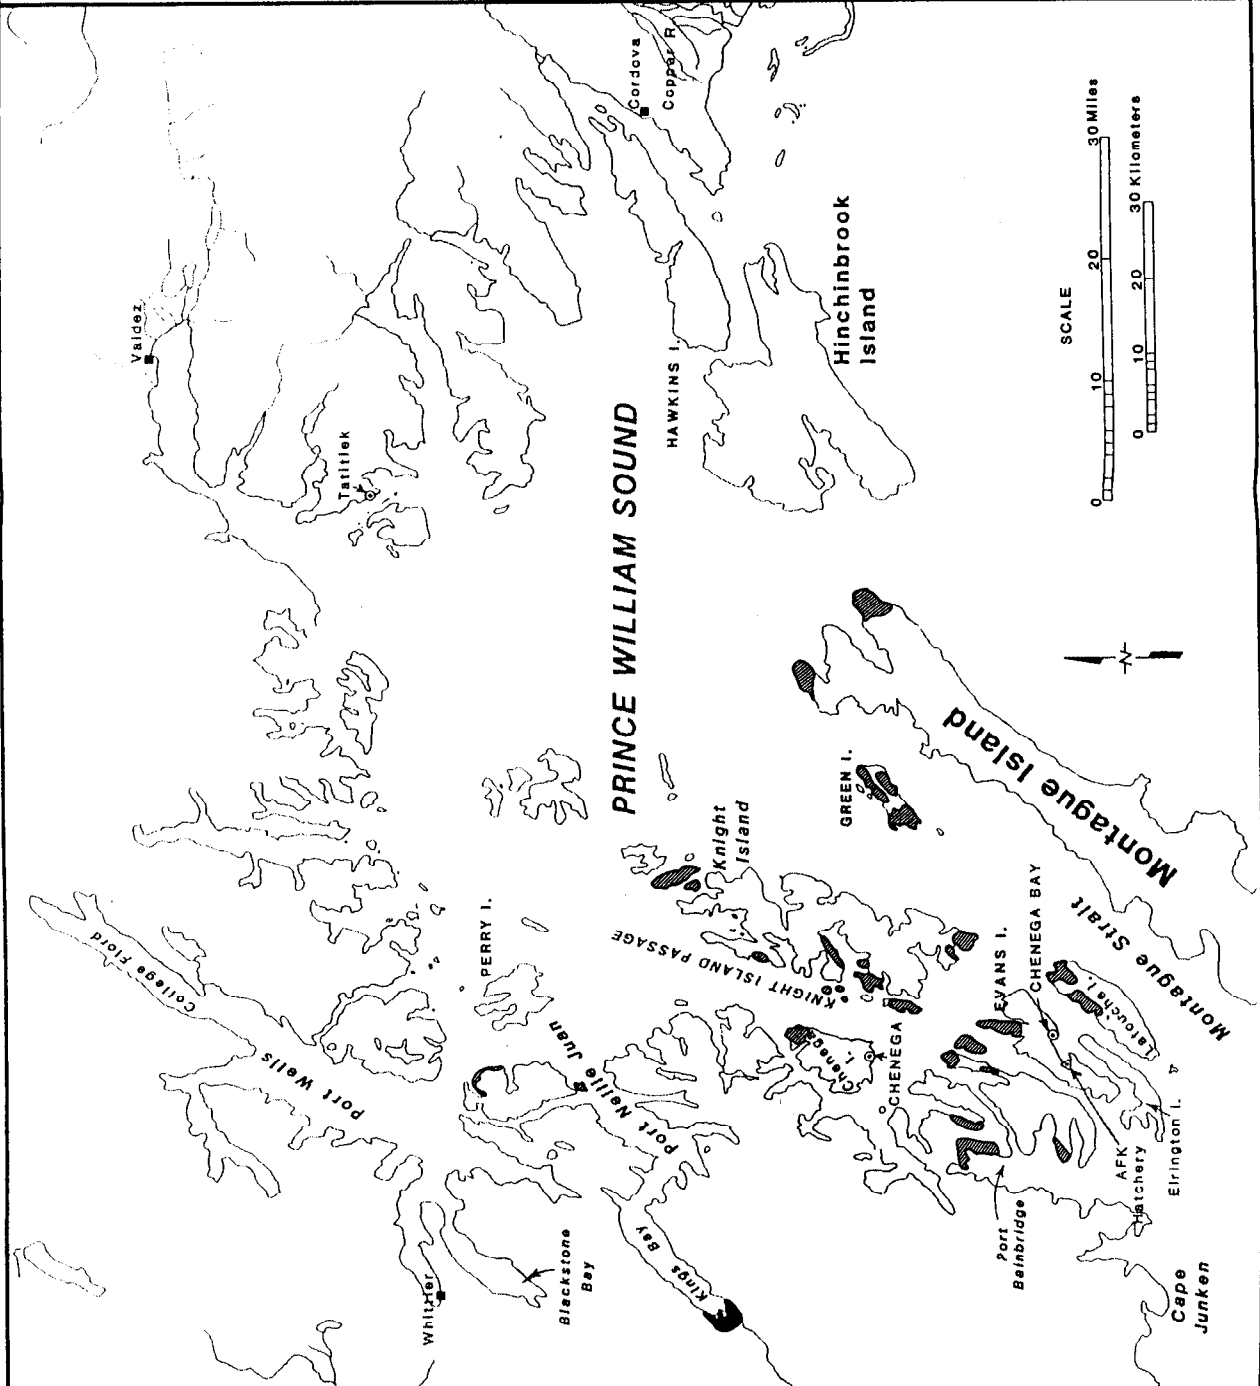 Valdez
Tatitlek
Cordova
Copper R.
HAWKINS I.
Hinchinbrook
Island
PRINCE WILLIAM SOUND
SCALE
0 10 20 30 Miles
0 10 20 30 Kilometers
N
Montague Island
Montague Strait
GREEN I.
Knight
Island
KNIGHT ISLAND PASSAGE
PERRY I.
College Fiord
Port Wells
Port Nellie Juan
Whittier
Blackstone
Bay
Kings Bay
Chenega
I.
CHENEGA
EVANS I.
CHENEGA BAY
Latouche I.
Elrington I.
AFK
Hatchery
Port
Bainbridge
Cape
Junken